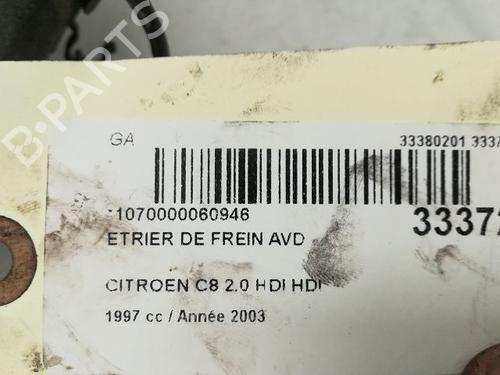 B-PARTS
GA
33380201 333
1070000060946
3337
ETRIER DE FREIN AVD
CITROEN C8 2.0 HDI HDI
1997 cc / Année 2003